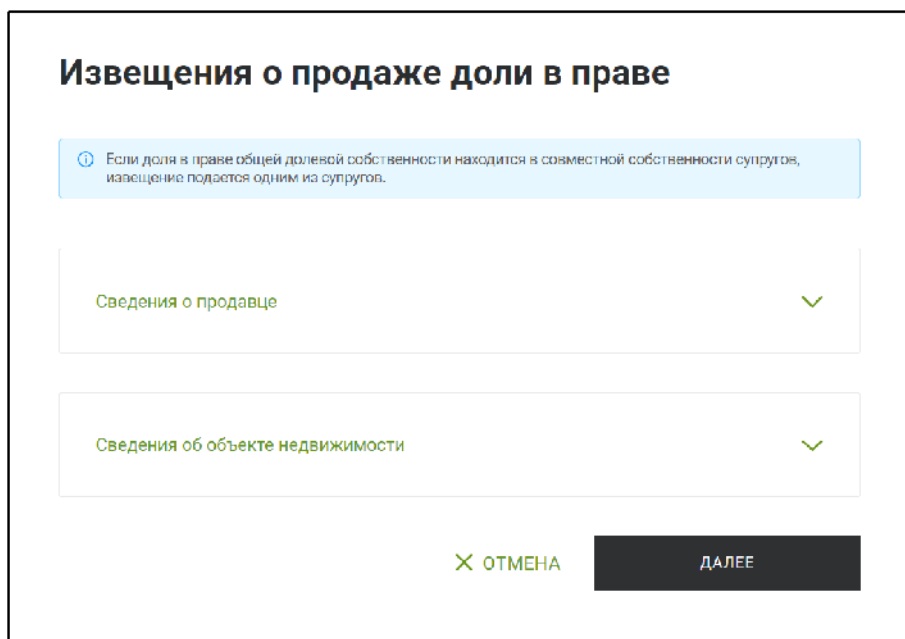 Извещения о продаже доли в праве
Если доля в праве общей долевой собственности находится в совместной собственности супругов,
извещение подается одним из супругов.
Сведения о продавце
Сведения об объекте недвижимости
ОТМЕНА
ДАЛЕЕ